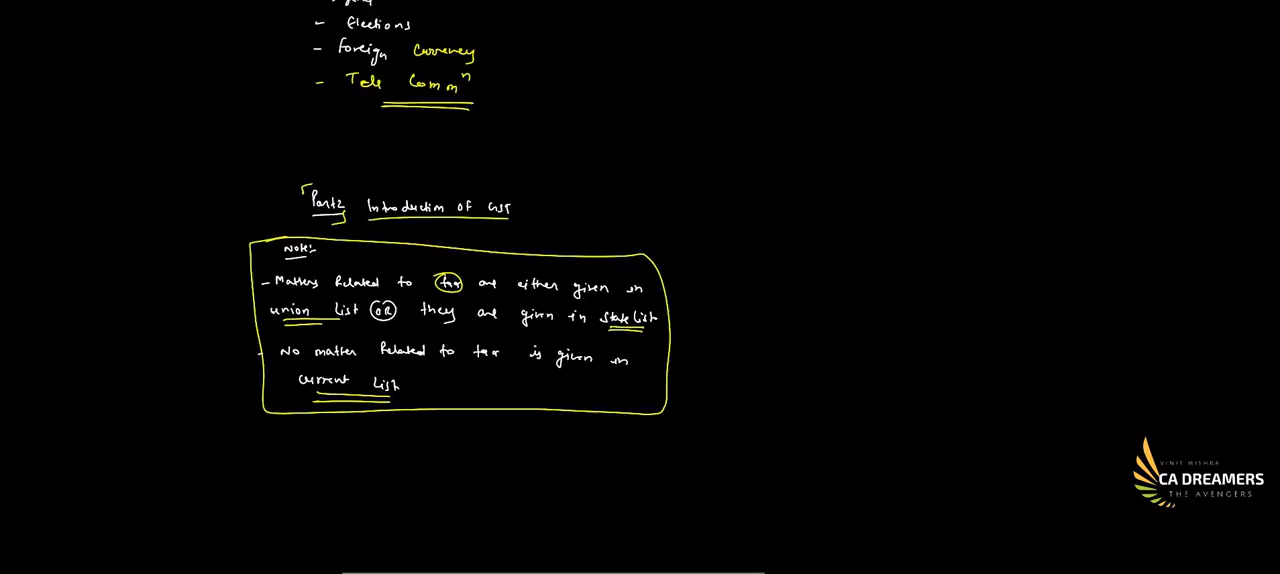 - Elections
- Foreign Currency
- Tele Commⁿ
Part2 Introduction of GST
Note:
- Matters Related to tax are either given in
union List OR they are given in state List
- No matter Related to tax is given in
current List
VINIT MISHRA
CA DREAMERS
THE AVENGERS